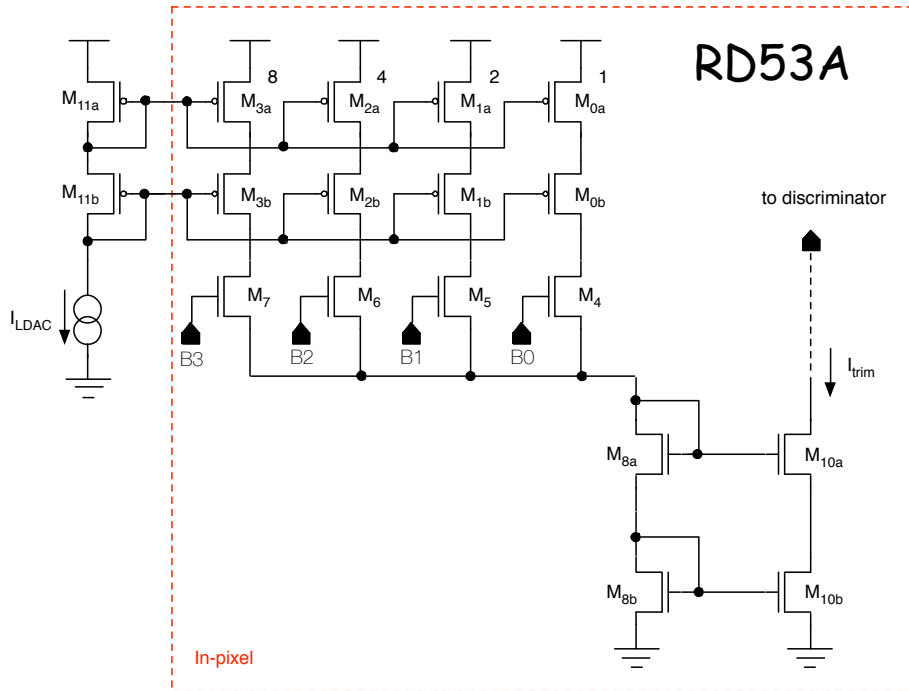 RD53A
8
4
2
1
M11a
M3a
M2a
M1a
M0a
M11b
M3b
M2b
M1b
M0b
to discriminator
M7
M6
M5
M4
ILDAC
B3
B2
B1
B0
Itrim
M8a
M10a
M8b
M10b
In-pixel